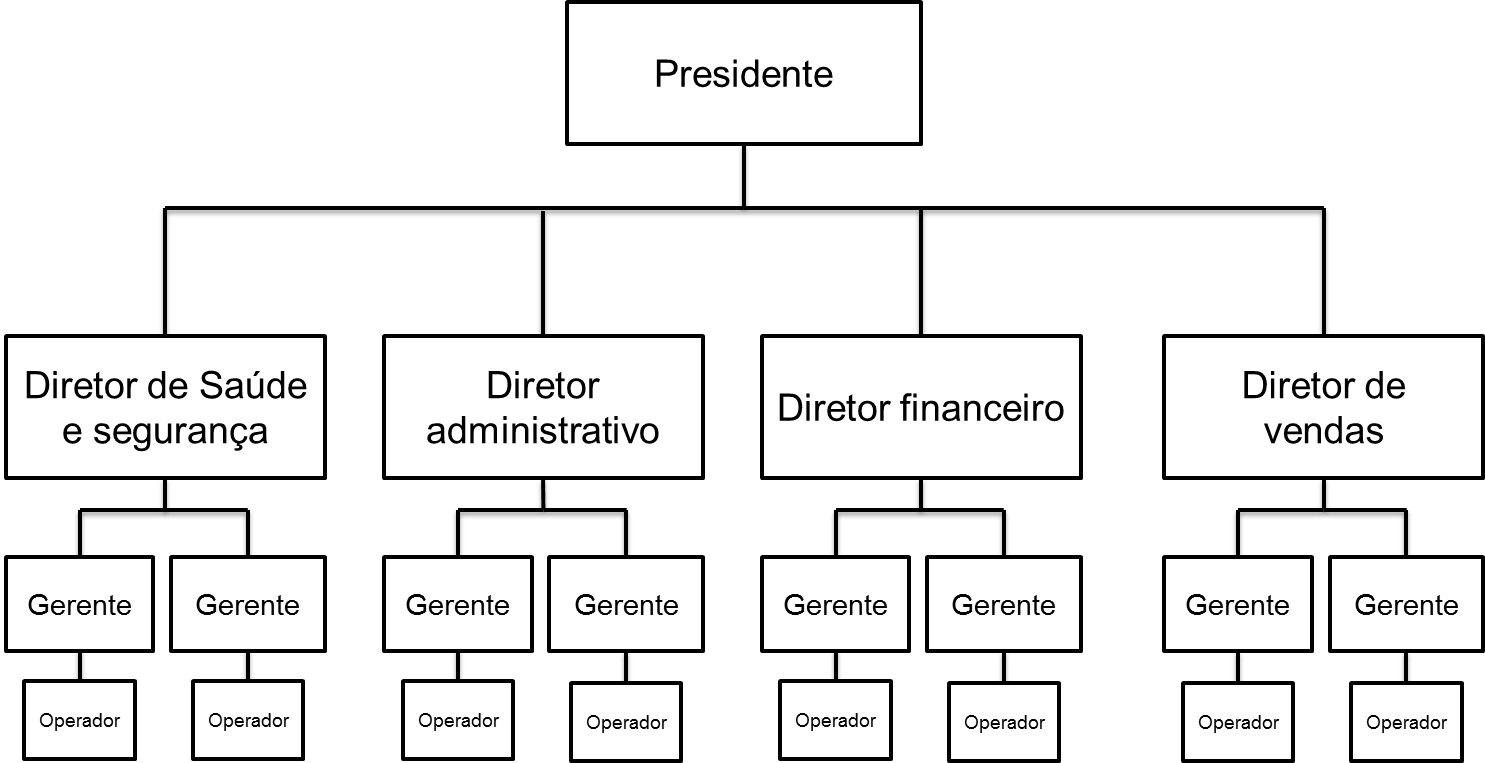 Presidente
Diretor de Saúde
e segurança
Diretor
administrativo
Diretor financeiro
Diretor de
vendas
Gerente
Gerente
Gerente
Gerente
Gerente
Gerente
Gerente
Gerente
Operador
Operador
Operador
Operador
Operador
Operador
Operador
Operador